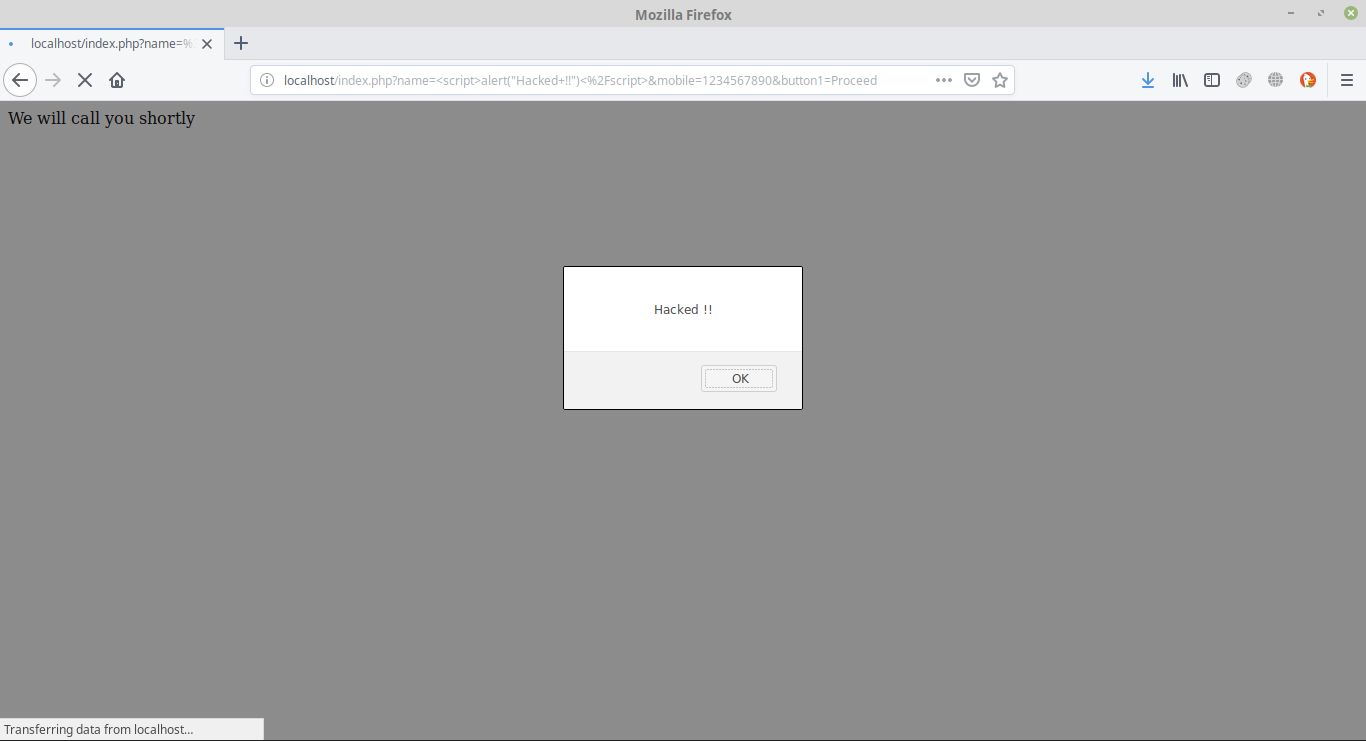 Mozilla Firefox
localhost/index.php?name=%
localhost/index.php?name=<script>alert("Hacked+!!")<%2Fscript>&mobile=1234567890&button1=Proceed
We will call you shortly
Hacked !!
OK
Transferring data from localhost...